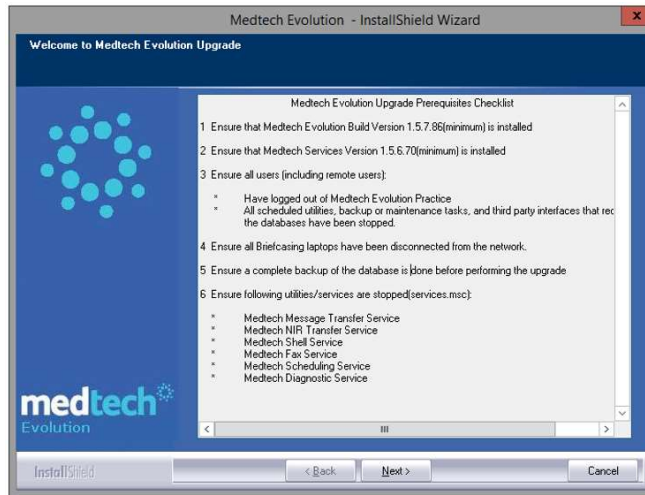 Medtech Evolution - InstallShield Wizard
x
Welcome to Medtech Evolution Upgrade
Medtech Evolution Upgrade Prerequisites Checklist
1 Ensure that Medtech Evolution Build Version 1.5.7.86(minimum) is installed
2 Ensure that Medtech Services Version 1.5.6.70(minimum) is installed
3 Ensure all users (including remote users):
* Have logged out of Medtech Evolution Practice
* All scheduled utilities, backup or maintenance tasks, and third party interfaces that
the databases have been stopped.
4 Ensure all Briefcasing laptops have been disconnected from the network.
5 Ensure a complete backup of the database is done before performing the upgrade
6 Ensure following utilities/services are stopped(services.msc):
* Medtech Message Transfer Service
* Medtech NIR Transfer Service
* Medtech Shell Service
* Medtech Fax Service
* Medtech Scheduling Service
* Medtech Diagnostic Service
medtech
Evolution
InstallShield
< Back
Next >
Cancel